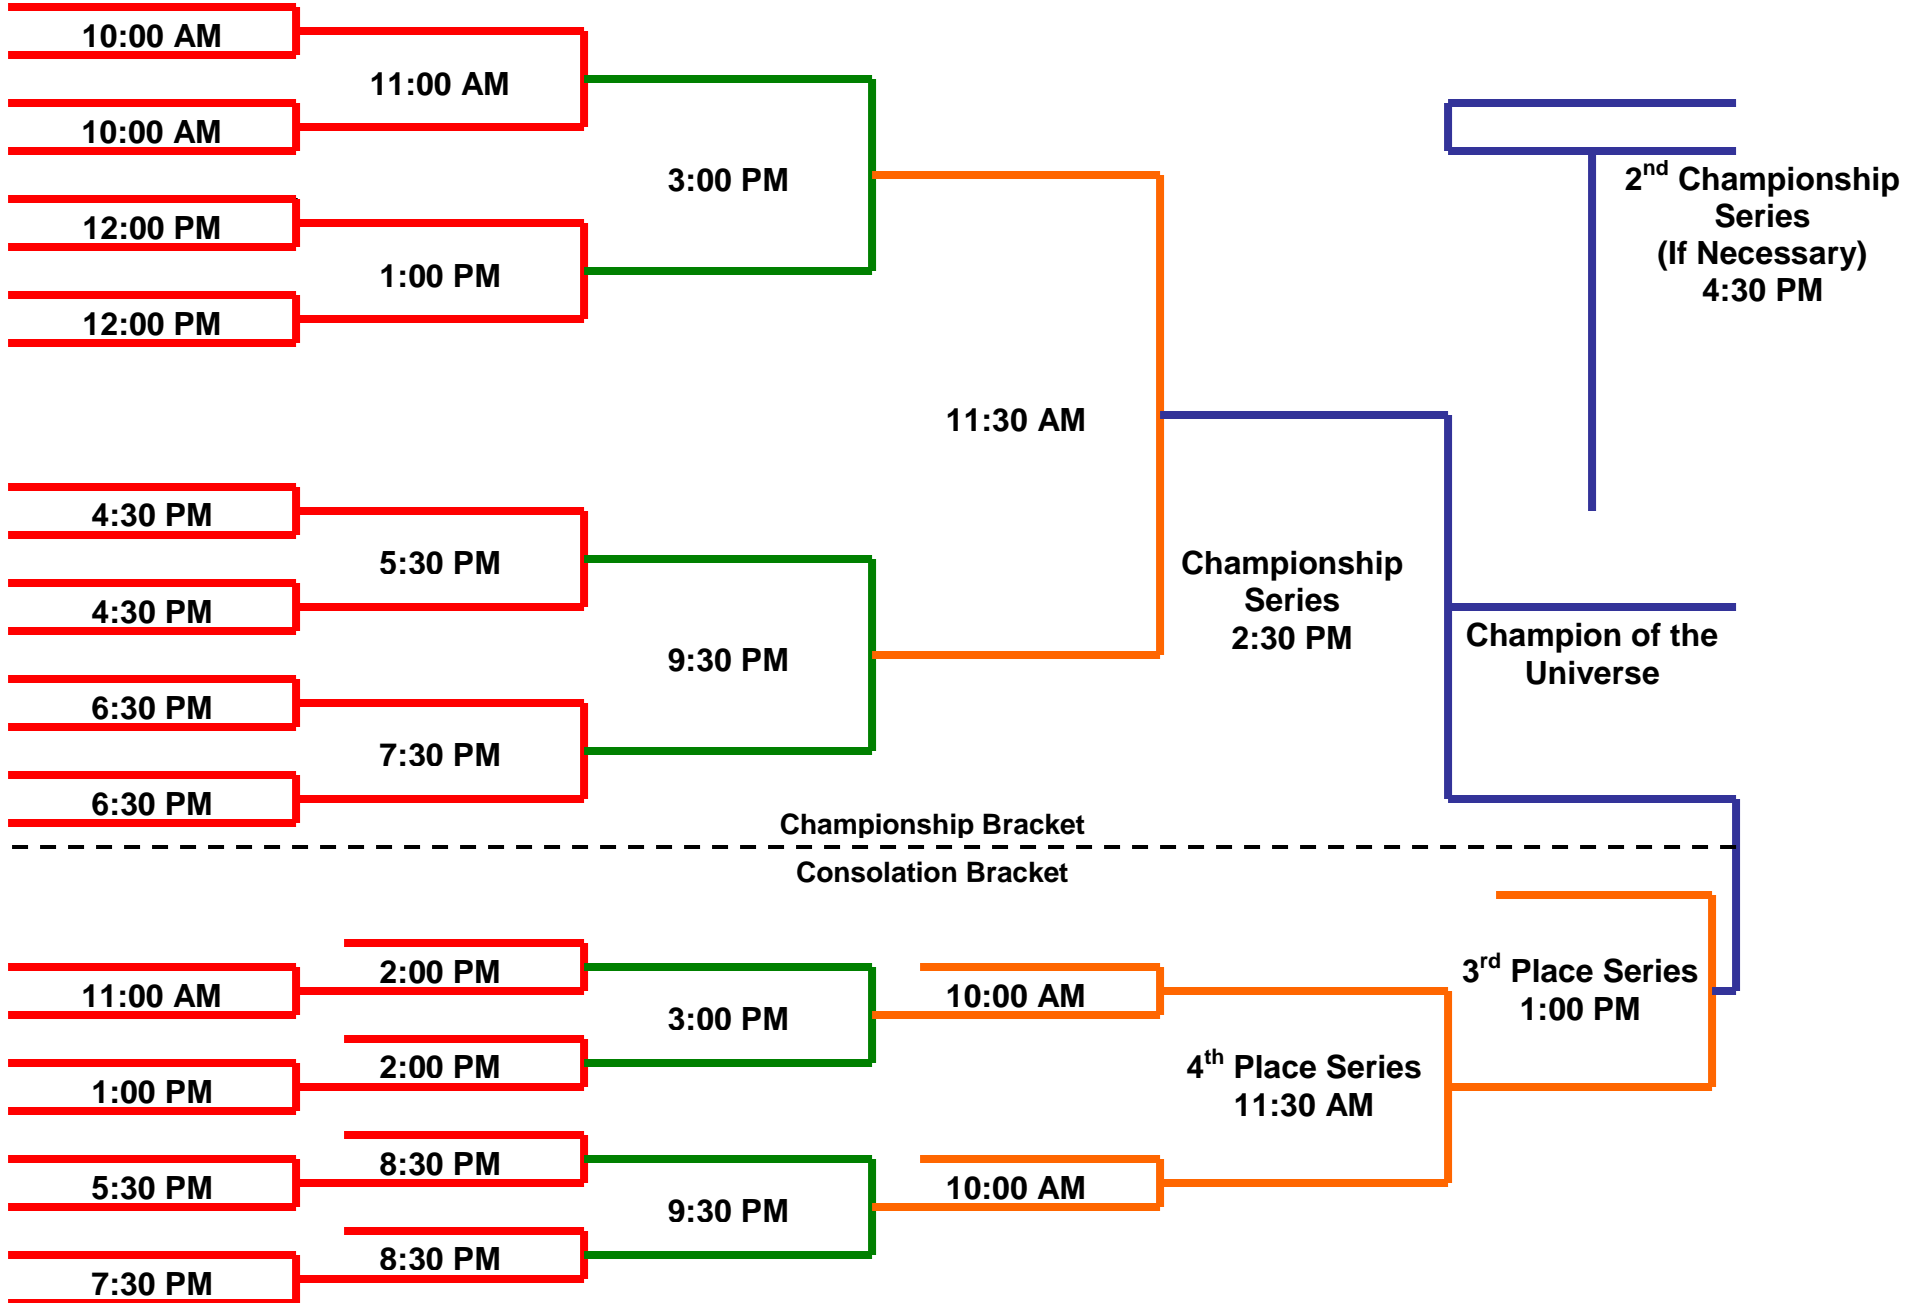 10:00 AM
11:00 AM
10:00 AM
3:00 PM
2nd Championship
Series
(If Necessary)
4:30 PM
12:00 PM
1:00 PM
12:00 PM
11:30 AM
4:30 PM
5:30 PM
4:30 PM
Championship
Series
2:30 PM
Champion of the
Universe
9:30 PM
6:30 PM
7:30 PM
6:30 PM
Championship Bracket
Consolation Bracket
2:00 PM
11:00 AM
3:00 PM
10:00 AM
3rd Place Series
1:00 PM
2:00 PM
1:00 PM
4th Place Series
11:30 AM
8:30 PM
5:30 PM
9:30 PM
10:00 AM
8:30 PM
7:30 PM